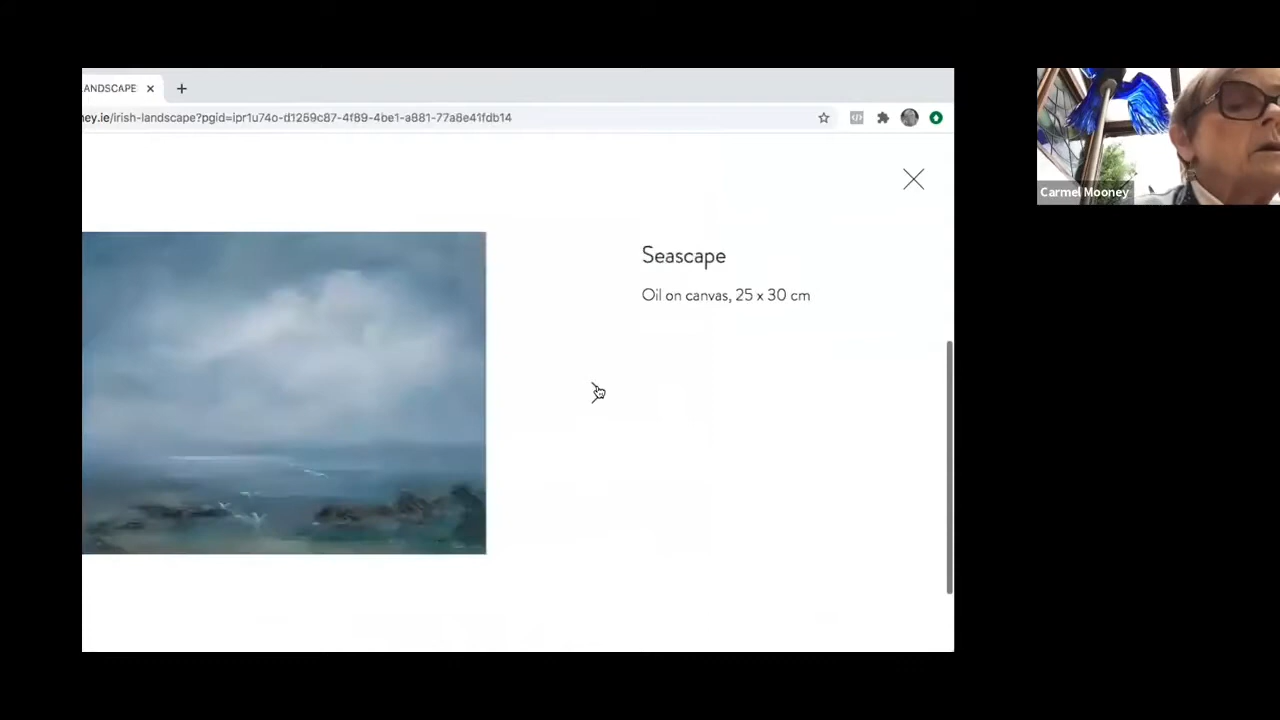 ANDSCAPE
ney.ie/irish-landscape?pgid=ipr1u74o-d1259c87-4f89-4be1-a881-77a8e41fdb14
Seascape
Oil on canvas, 25 x 30 cm
Carmel Mooney